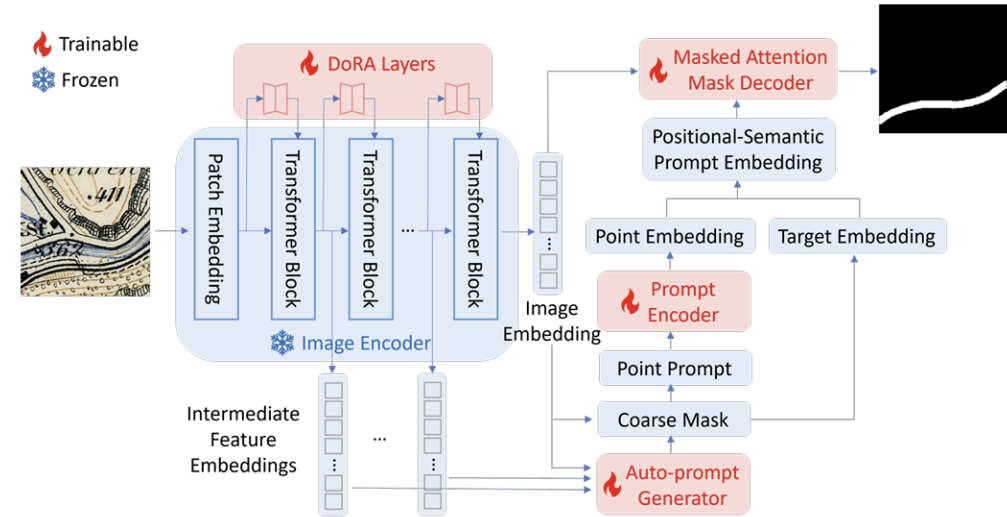 Trainable
Frozen
DoRA Layers
Patch Embedding
Transformer Block
Transformer Block
...
Transformer Block
Image Encoder
Image
Embedding
Intermediate
Feature
Embeddings
...
Masked Attention
Mask Decoder
Positional-Semantic
Prompt Embedding
Point Embedding
Target Embedding
Prompt
Encoder
Point Prompt
Coarse Mask
Auto-prompt
Generator
.411
st.